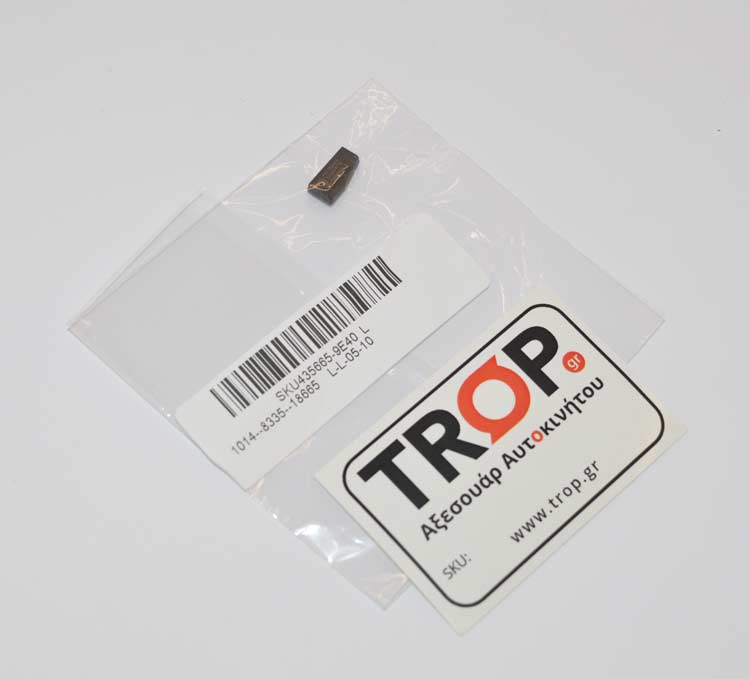 SKU435665-9E40 L
1014--8335--18665 L-L-05-10
TROP.gr
Αξεσουάρ Αυτοκινήτου
www.trop.gr
SKU: